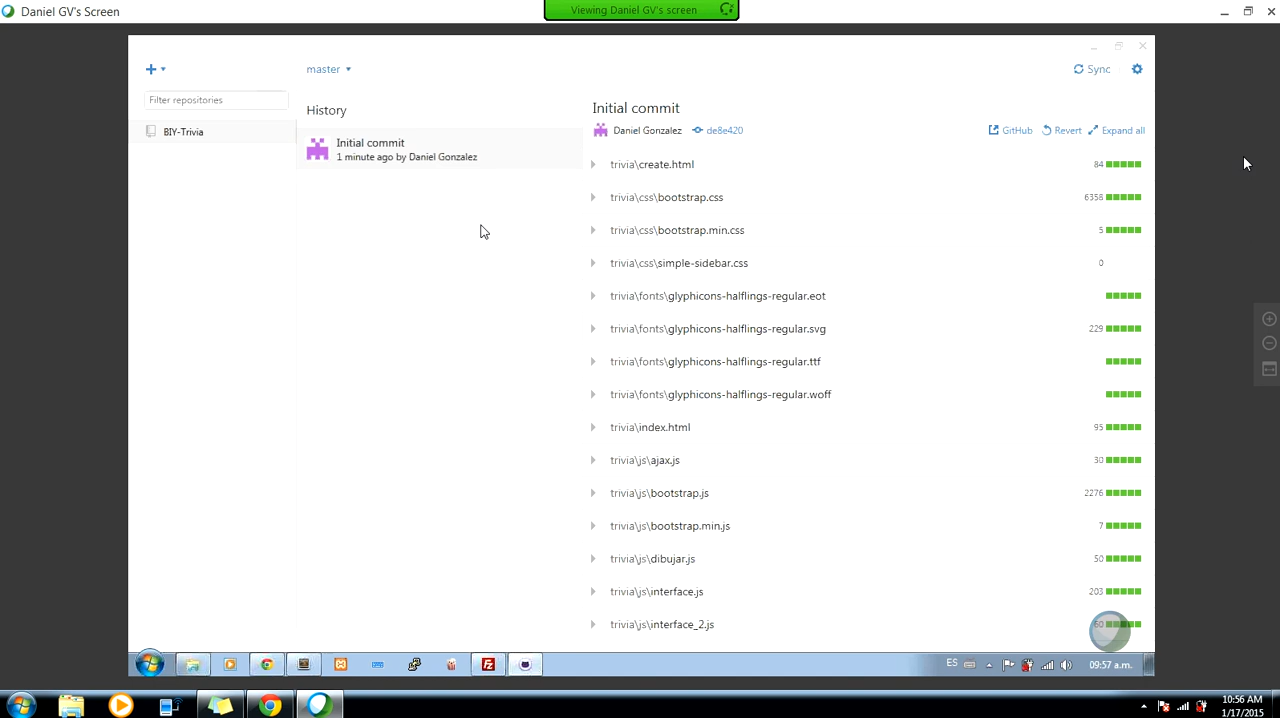 Daniel GV's Screen
Viewing Daniel GV's screen
master
Sync
Filter repositories
BIY-Trivia
History
Initial commit
1 minute ago by Daniel Gonzalez
Initial commit
Daniel Gonzalez de8e420
GitHub Revert Expand all
trivia\create.html 84
trivia\css\bootstrap.css 6358
trivia\css\bootstrap.min.css 5
trivia\css\simple-sidebar.css 0
trivia\fonts\glyphicons-halflings-regular.eot
trivia\fonts\glyphicons-halflings-regular.svg 229
trivia\fonts\glyphicons-halflings-regular.ttf
trivia\fonts\glyphicons-halflings-regular.woff
trivia\index.html 95
trivia\js\ajax.js 30
trivia\js\bootstrap.js 2276
trivia\js\bootstrap.min.js 7
trivia\js\dibujar.js 50
trivia\js\interface.js 203
trivia\js\interface_2.js 60
Fz
ES
09:57 a.m.
10:56 AM
1/17/2015